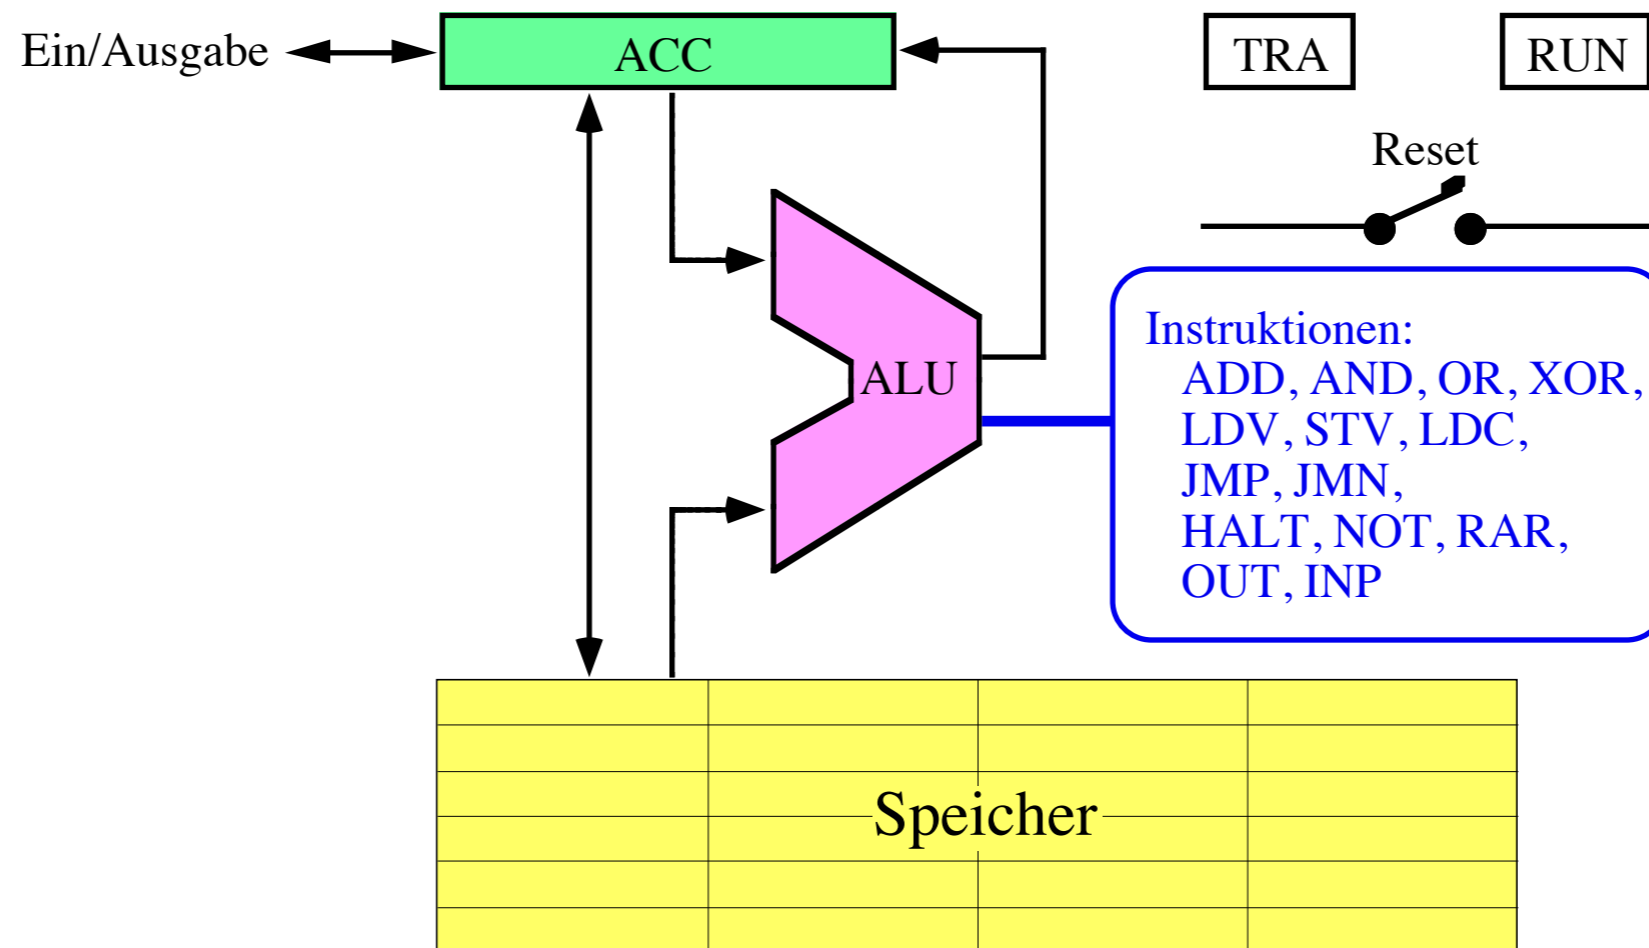 Ein/Ausgabe
ACC
TRA
RUN
Reset
ALU
Instruktionen:
ADD, AND, OR, XOR,
LDV, STV, LDC,
JMP, JMN,
HALT, NOT, RAR,
OUT, INP
Speicher